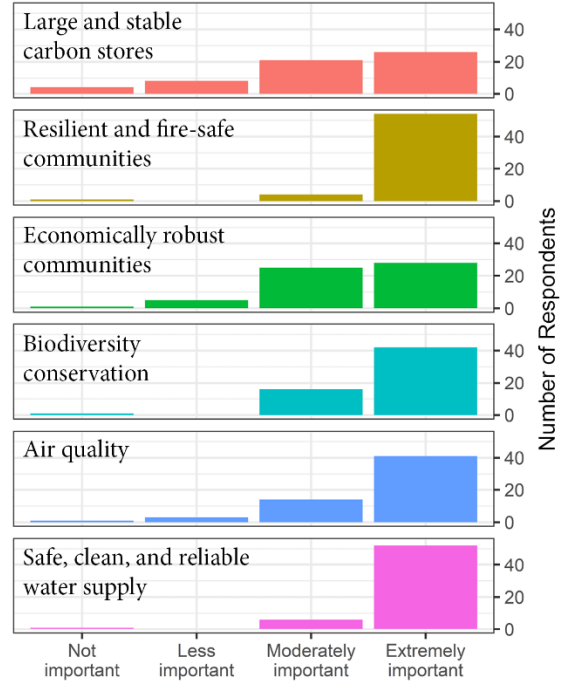 Large and stable
carbon stores
40
20
0
Resilient and fire-safe
communities
40
20
0
Economically robust
communities
40
20
0
Biodiversity
conservation
40
20
0
Air quality
40
20
0
Safe, clean, and reliable
water supply
40
20
0
Number of Respondents
Not
important
Less
important
Moderately
important
Extremely
important